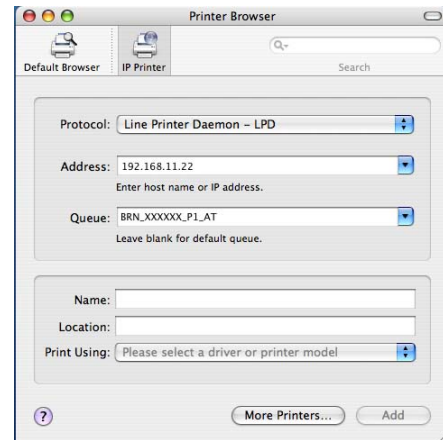 Printer Browser
Default Browser
IP Printer
Search
Protocol: Line Printer Daemon – LPD
Address: 192.168.11.22
Enter host name or IP address.
Queue: BRN_XXXXXX_P1_AT
Leave blank for default queue.
Name:
Location:
Print Using: Please select a driver or printer model
?
More Printers...
Add